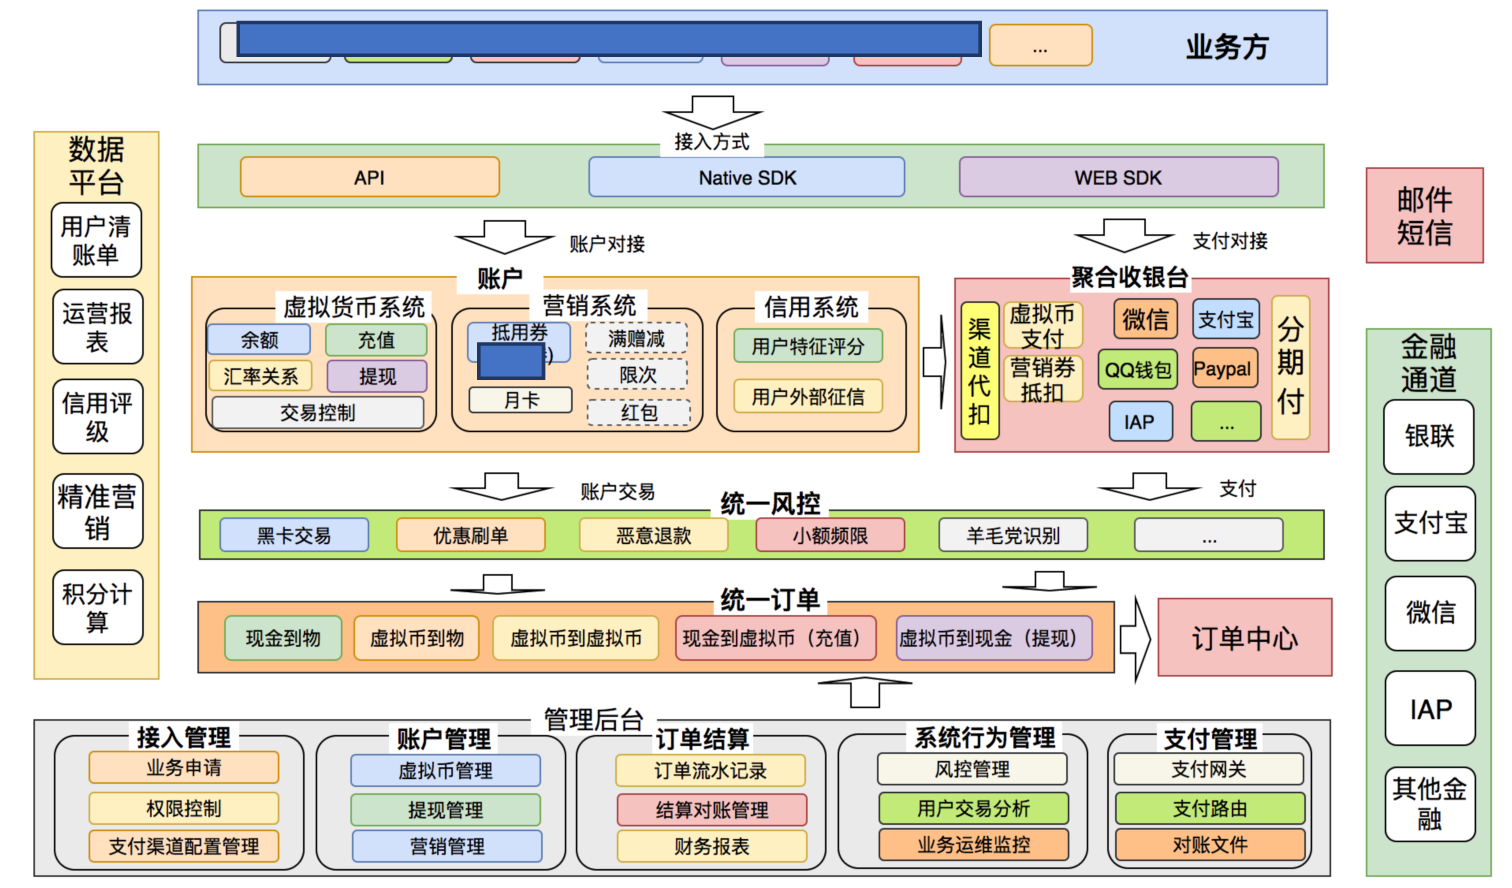 ...
业务方
接入方式
API
Native SDK
WEB SDK
账户对接
支付对接
数据
平台
用户清
账单
运营报
表
信用评
级
精准营
销
积分计
算
账户
虚拟货币系统
余额
充值
汇率关系
提现
交易控制
营销系统
抵用券
)
月卡
满赠减
限次
红包
信用系统
用户特征评分
用户外部征信
聚合收银台
渠
道
代
扣
虚拟币
支付
营销券
抵扣
微信
支付宝
QQ钱包
Paypal
IAP
...
分
期
付
账户交易
支付
统一风控
黑卡交易
优惠刷单
恶意退款
小额频限
羊毛党识别
...
统一订单
现金到物
虚拟币到物
虚拟币到虚拟币
现金到虚拟币（充值）
虚拟币到现金（提现）
订单中心
管理后台
接入管理
业务申请
权限控制
支付渠道配置管理
账户管理
虚拟币管理
提现管理
营销管理
订单结算
订单流水记录
结算对账管理
财务报表
系统行为管理
风控管理
用户交易分析
业务运维监控
支付管理
支付网关
支付路由
对账文件
邮件
短信
金融
通道
银联
支付宝
微信
IAP
其他金
融